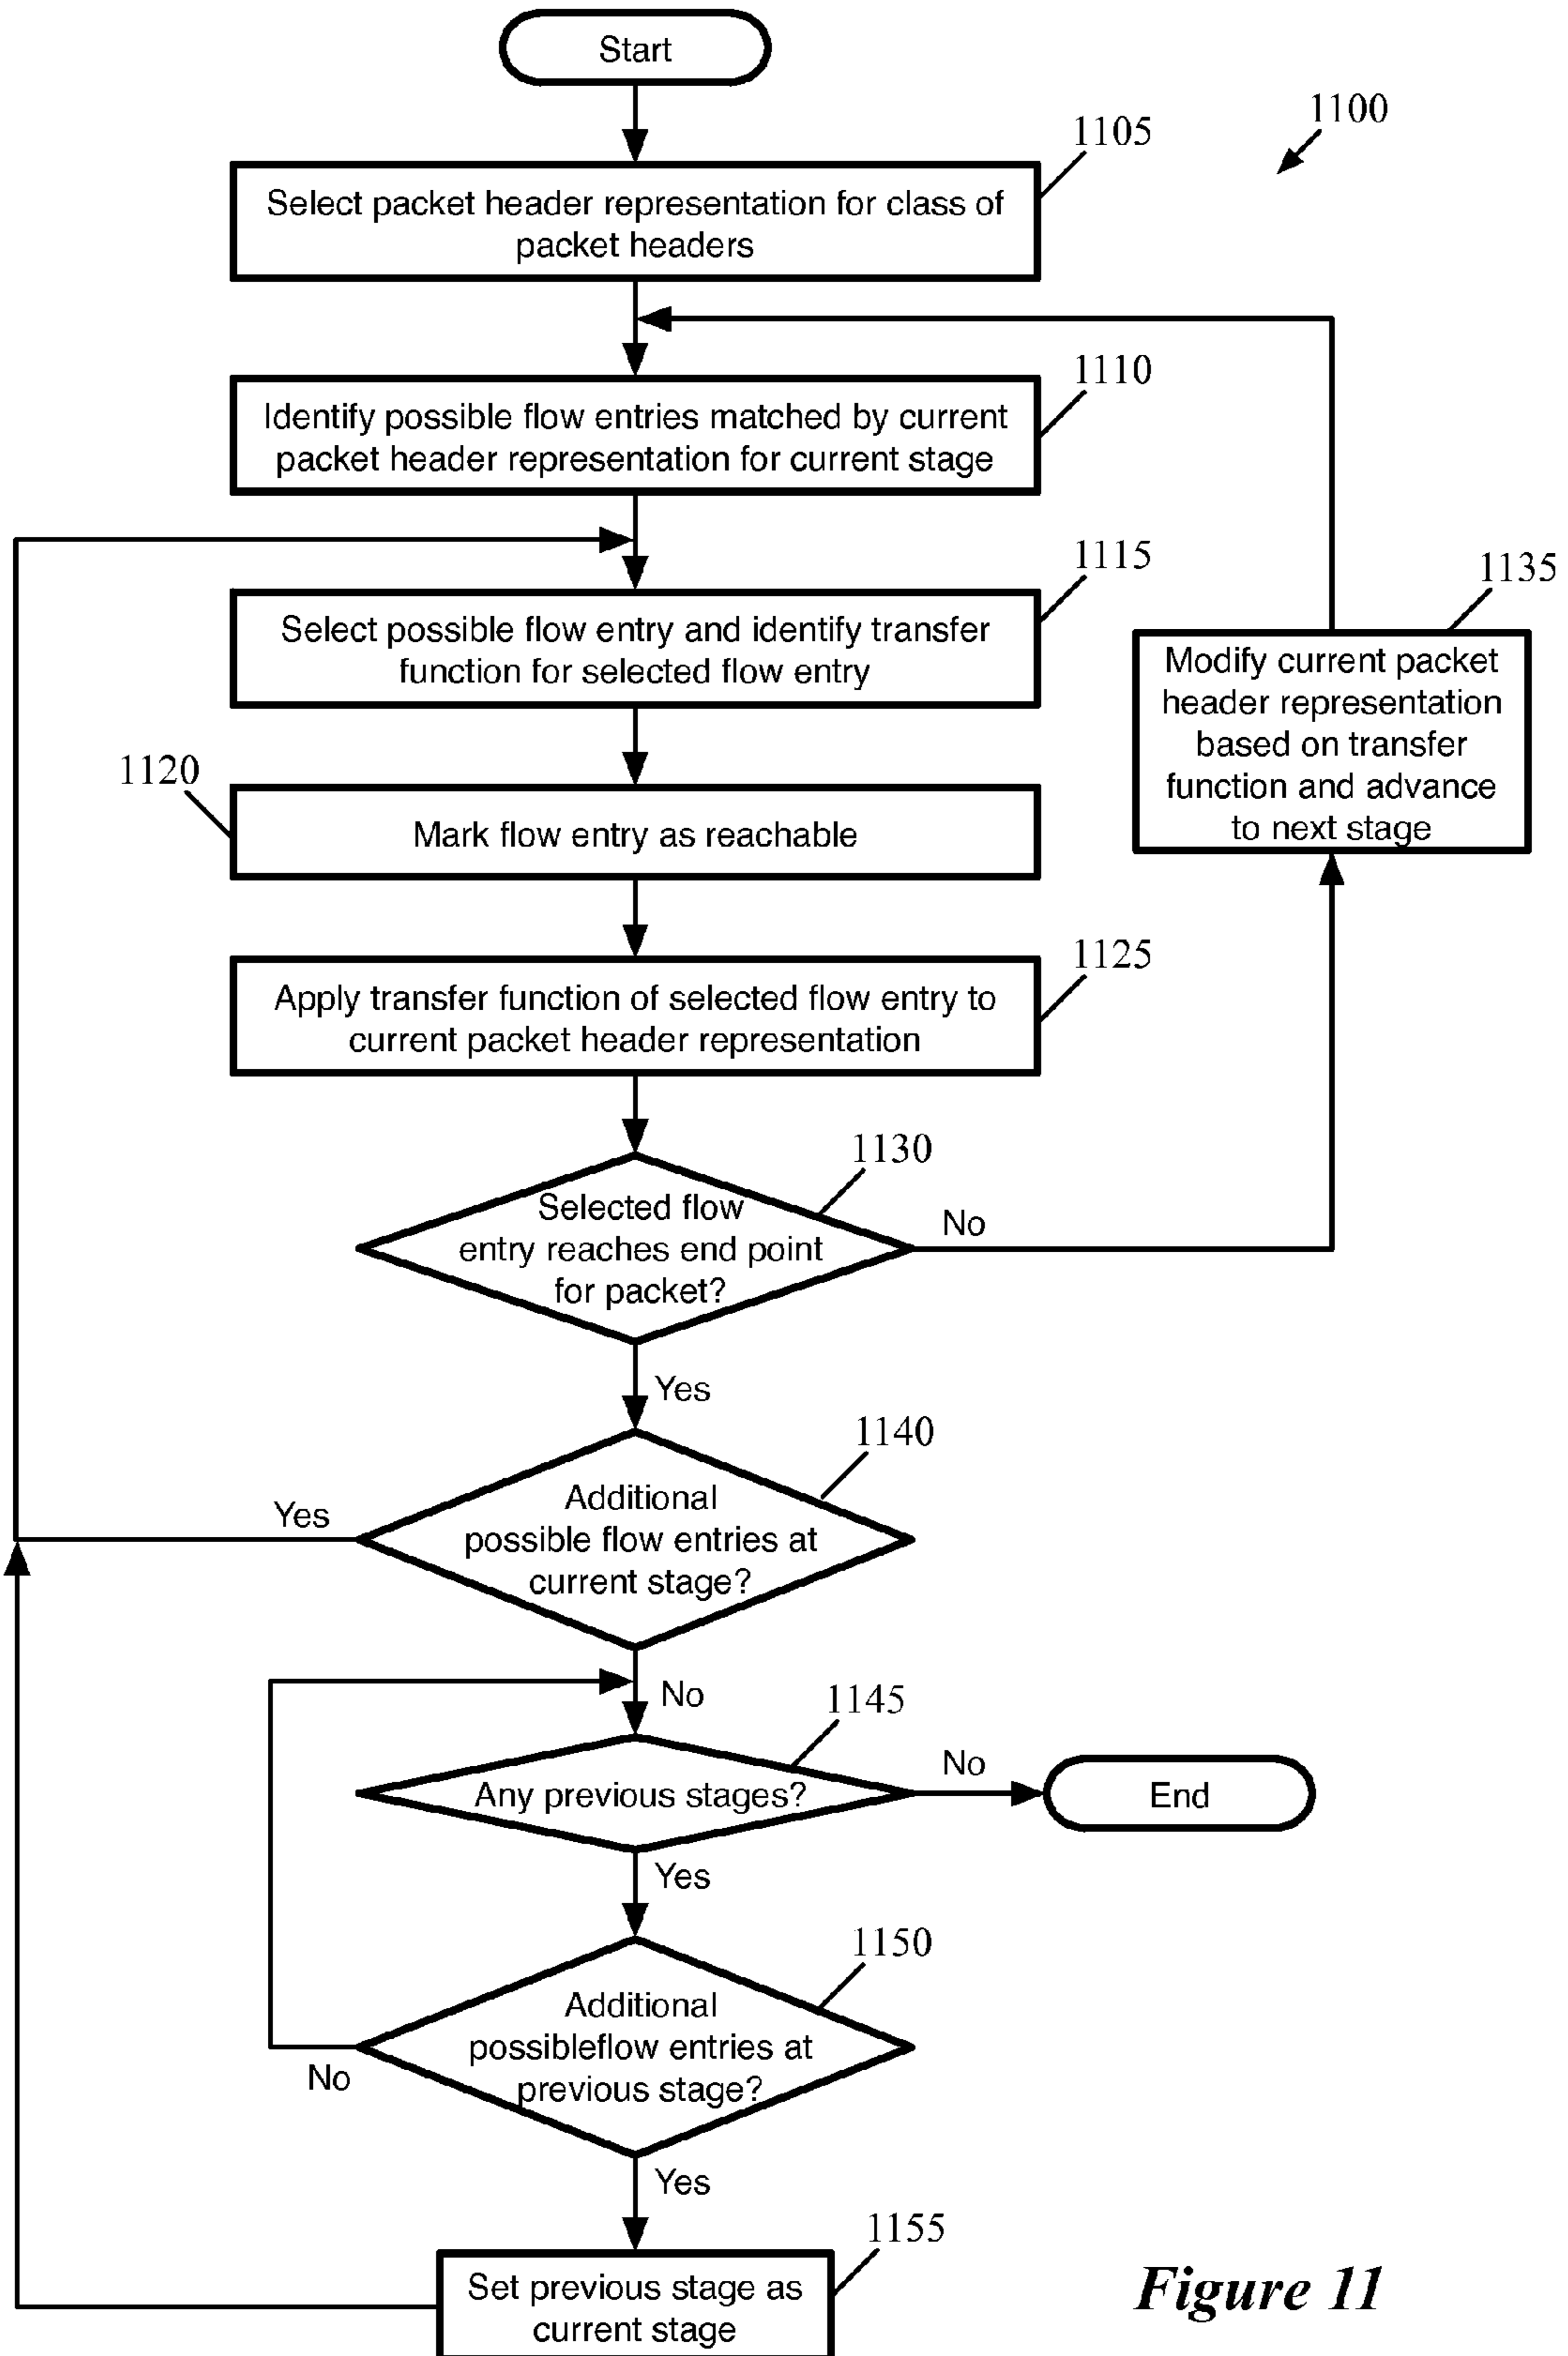 Start
1100
1105
Select packet header representation for class of
packet headers
1110
Identify possible flow entries matched by current
packet header representation for current stage
1115
Select possible flow entry and identify transfer
function for selected flow entry
1135
Modify current packet
header representation
based on transfer
function and advance
to next stage
1120
Mark flow entry as reachable
1125
Apply transfer function of selected flow entry to
current packet header representation
1130
Selected flow
entry reaches end point
for packet?
No
Yes
1140
Additional
possible flow entries at
current stage?
Yes
No
1145
Any previous stages?
No
End
Yes
1150
Additional
possibleflow entries at
previous stage?
No
Yes
1155
Set previous stage as
current stage
Figure 11